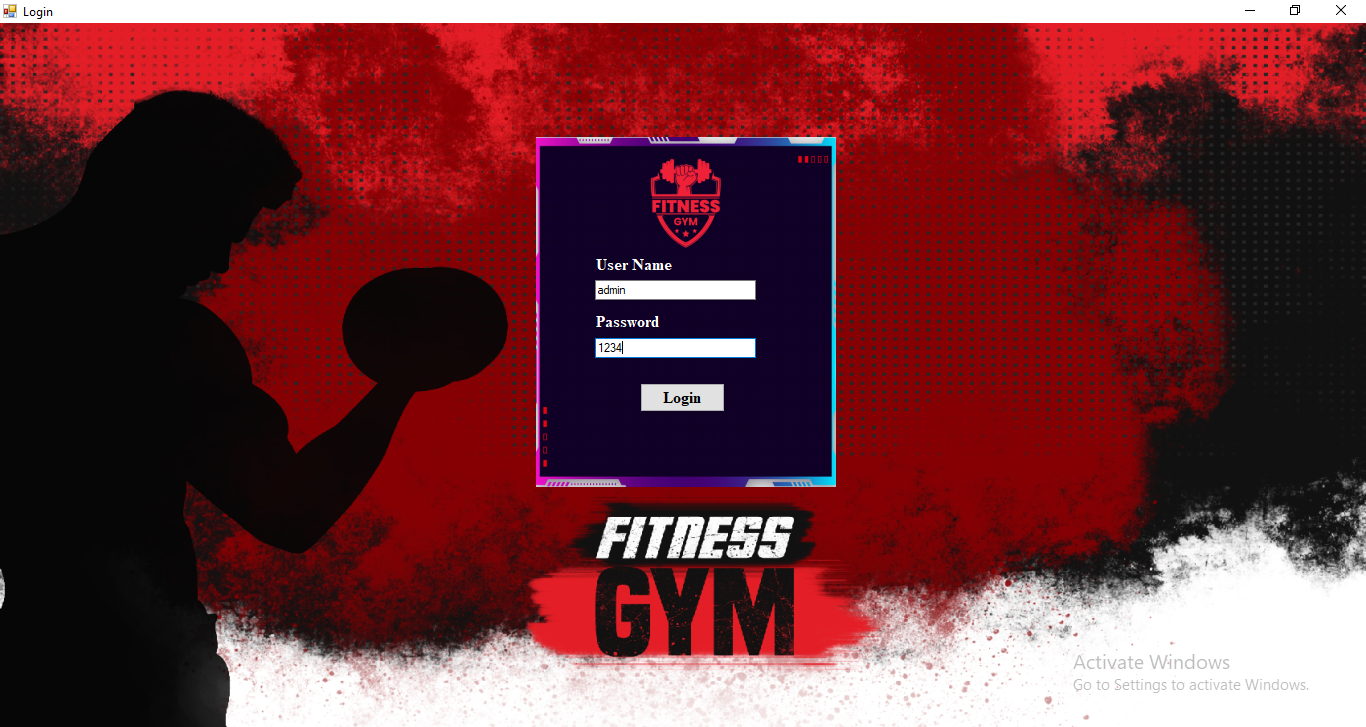 Login
FITNESS
GYM
User Name
admin
Password
1234
Login
FITNESS
GYM
Activate Windows
Go to Settings to activate Windows.